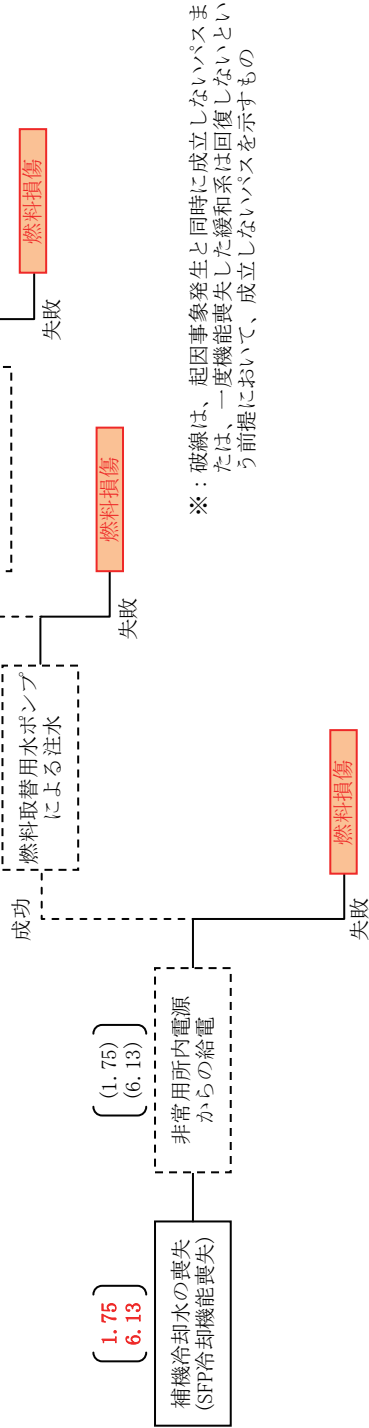 1.75
6.13
補機冷却水の喪失
(SFP冷却機能喪失)
(1.75)
(6.13)
非常用所内電源
からの給電
成功
失敗
燃料損傷
燃料取替用水ポンプ
による注水
失敗
燃料損傷
失敗
燃料損傷
※：破線は、起因事象発生と同時に成立しないパスま
たは、一度機能喪失した緩和系は回復しないとい
う前提において、成立しないパスを示すもの